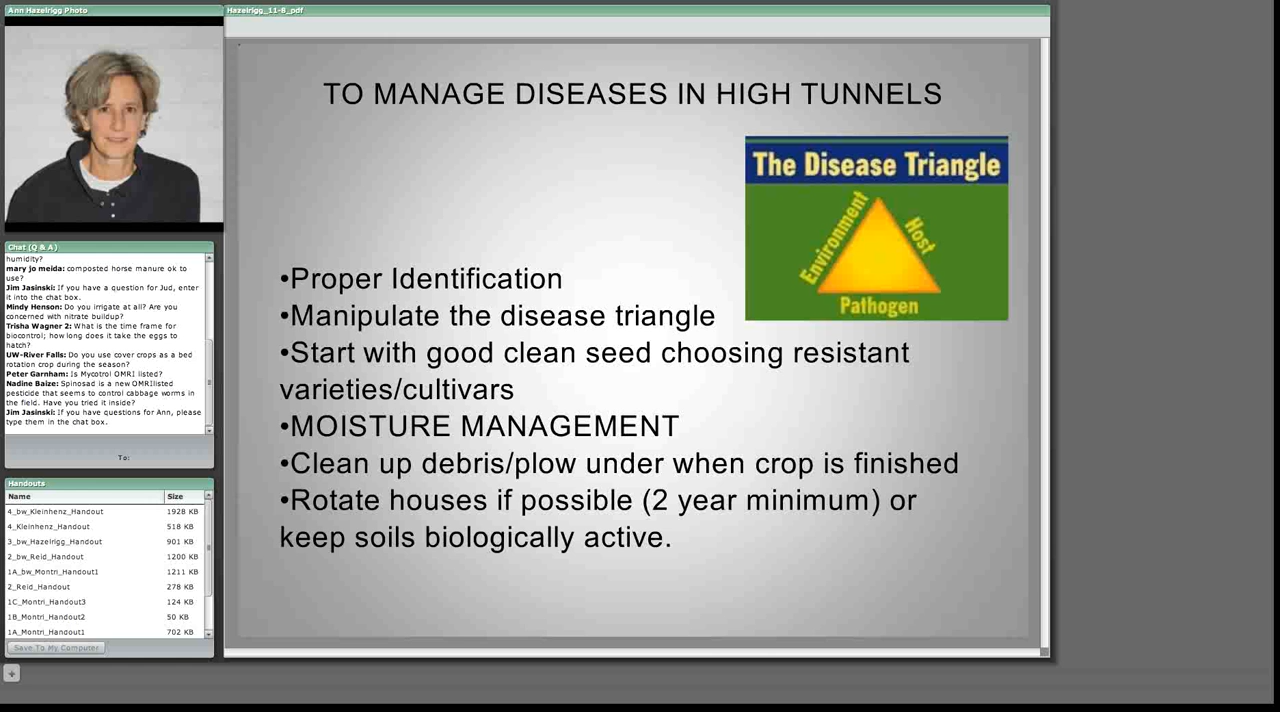 Ann Hazelrigg Photo
Hazelrigg_11-8_pdf
TO MANAGE DISEASES IN HIGH TUNNELS
The Disease Triangle
Environment
Host
Pathogen
•Proper Identification
•Manipulate the disease triangle
•Start with good clean seed choosing resistant
varieties/cultivars
•MOISTURE MANAGEMENT
•Clean up debris/plow under when crop is finished
•Rotate houses if possible (2 year minimum) or
keep soils biologically active.
Chat (Q & A)
humidity?
mary jo meida: composted horse manure ok to
use?
Jim Jasinski: If you have a question for Jud, enter
it into the chat box.
Mindy Henson: Do you irrigate at all? Are you
concerned with nitrate buildup?
Trisha Wagner 2: What is the time frame for
biocontrol; how long does it take the eggs to
hatch?
UW-River Falls: Do you use cover crops as a bed
rotation crop during the season?
Peter Garnham: Is Mycotrol OMRI listed?
Nadine Baize: Spinosad is a new OMRIlisted
pesticide that seems to control cabbage worms in
the field. Have you tried it inside?
Jim Jasinski: If you have questions for Ann, please
type them in the chat box.
To:
Handouts
Name Size
4_bw_Kleinhenz_Handout 1928 KB
4_Kleinhenz_Handout 518 KB
3_bw_Hazelrigg_Handout 901 KB
2_bw_Reid_Handout 1200 KB
1A_bw_Montri_Handout1 1211 KB
2_Reid_Handout 278 KB
1C_Montri_Handout3 124 KB
1B_Montri_Handout2 50 KB
1A_Montri_Handout1 702 KB
Save To My Computer